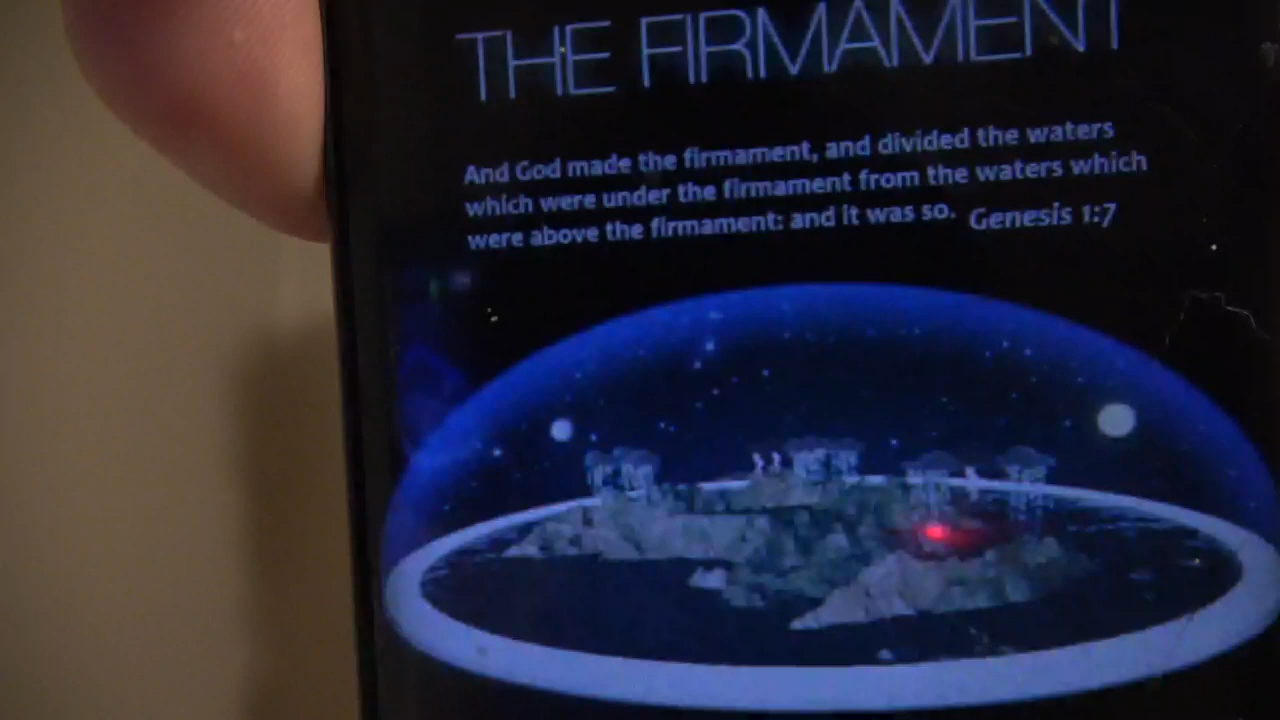 THE FIRMAMENT
And God made the firmament, and divided the waters
which were under the firmament from the waters which
were above the firmament: and it was so. Genesis 1:7